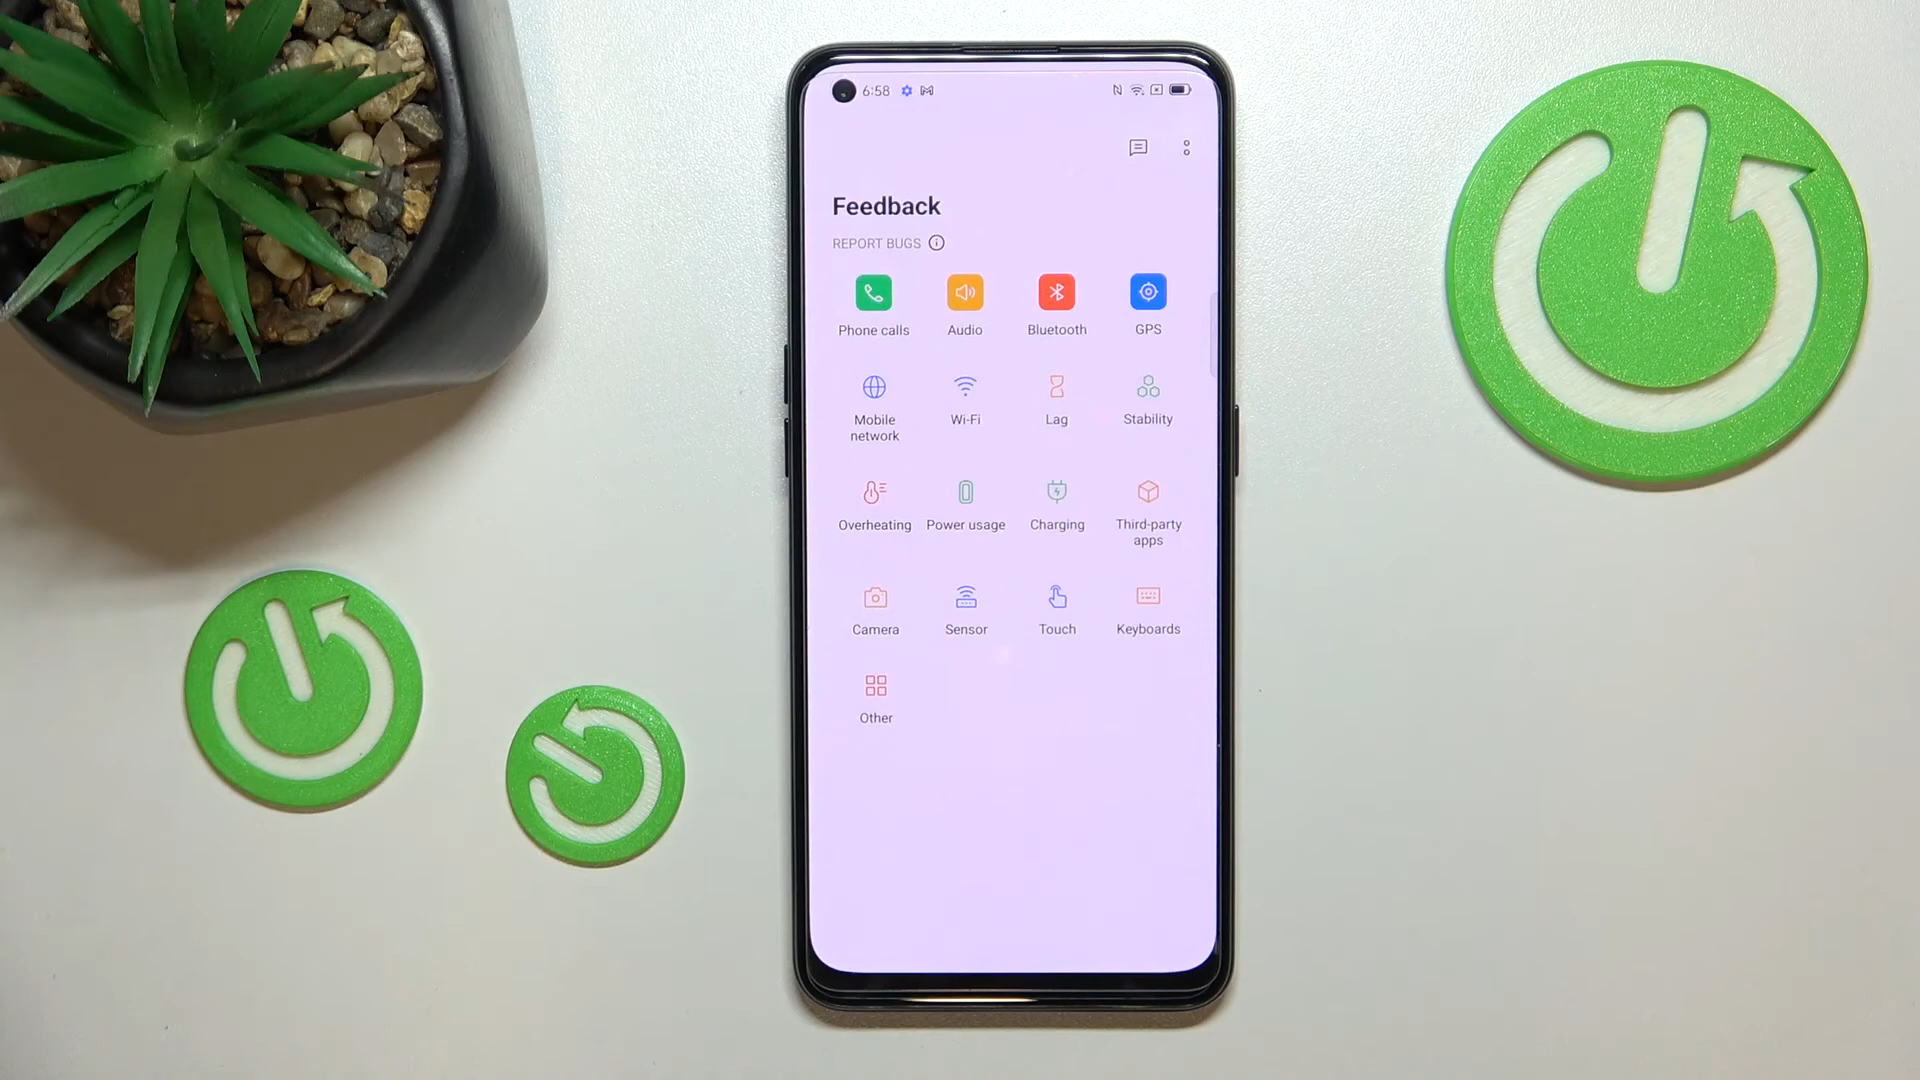 6:58
Feedback
REPORT BUGS
Phone calls
Audio
Bluetooth
GPS
Mobile
network
Wi-Fi
Lag
Stability
Overheating
Power usage
Charging
Third-party
apps
Camera
Sensor
Touch
Keyboards
Other